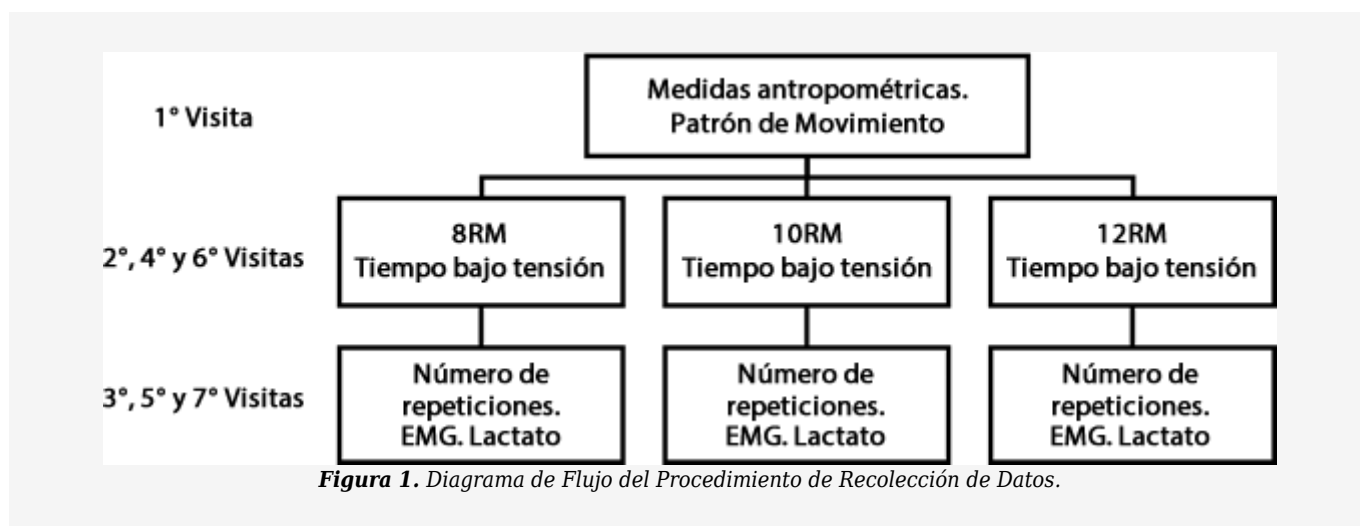 Medidas antropométricas.
Patrón de Movimiento
1° Visita
8RM
Tiempo bajo tensión
10RM
Tiempo bajo tensión
12RM
Tiempo bajo tensión
2°, 4° y 6° Visitas
Número de
repeticiones.
EMG. Lactato
Número de
repeticiones.
EMG. Lactato
Número de
repeticiones.
EMG. Lactato
3°, 5° y 7° Visitas
Figura 1. Diagrama de Flujo del Procedimiento de Recolección de Datos.